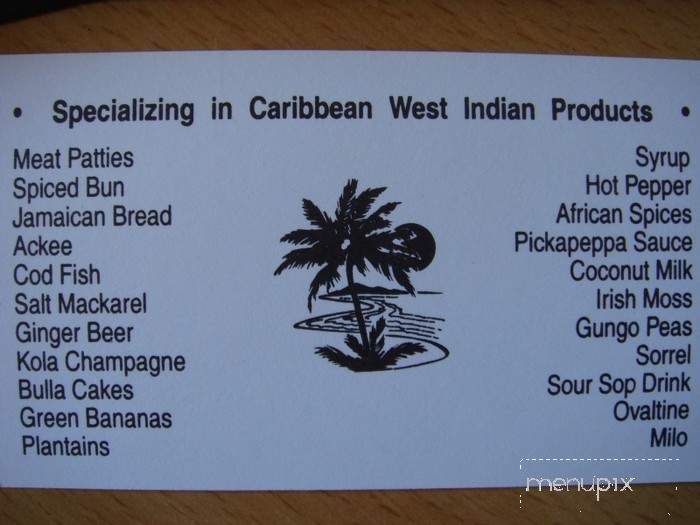 • Specializing in Caribbean West Indian Products •
Meat Patties
Spiced Bun
Jamaican Bread
Ackee
Cod Fish
Salt Mackarel
Ginger Beer
Kola Champagne
Bulla Cakes
Green Bananas
Plantains
Syrup
Hot Pepper
African Spices
Pickapeppa Sauce
Coconut Milk
Irish Moss
Gungo Peas
Sorrel
Sour Sop Drink
Ovaltine
Milo
menupix